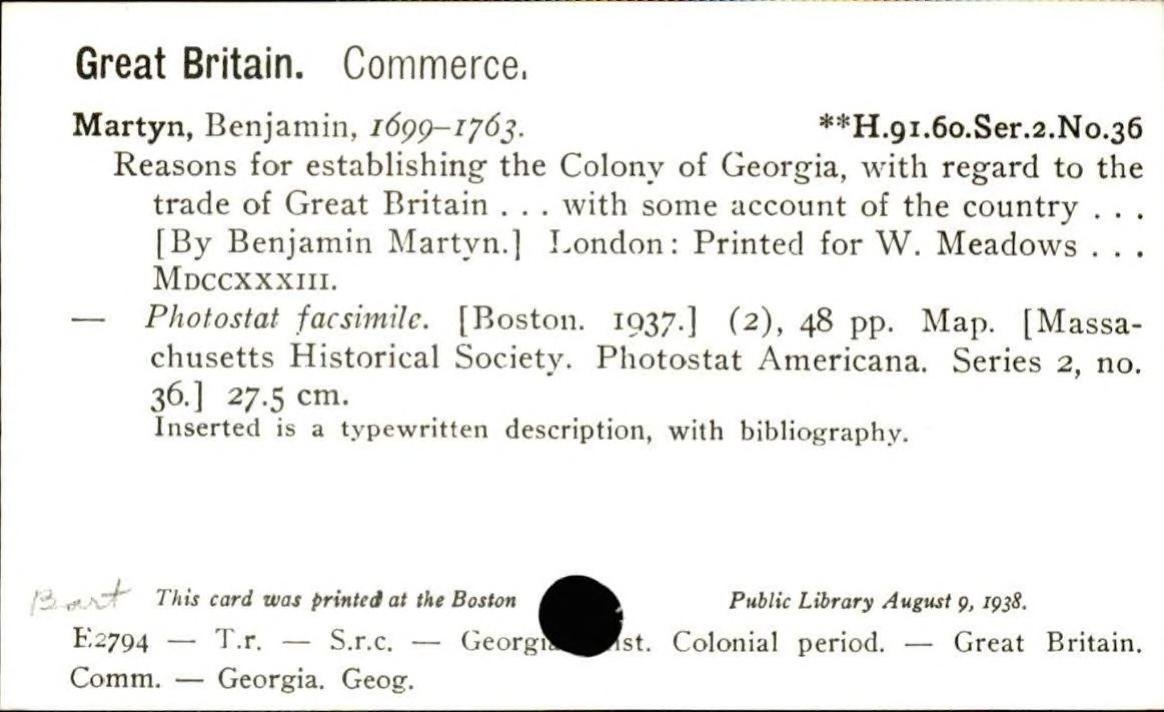 Great Britain. Commerce.
Martyn, Benjamin, 1699–1763. **H.91.60.Ser.2.No.36
Reasons for establishing the Colony of Georgia, with regard to the
trade of Great Britain . . . with some account of the country . . .
[By Benjamin Martyn.] London: Printed for W. Meadows . . .
MDCCXXXIII.
— Photostat facsimile. [Boston. 1937.] (2), 48 pp. Map. [Massa-
chusetts Historical Society. Photostat Americana. Series 2, no.
36.] 27.5 cm.
Inserted is a typewritten description, with bibliography.
Bart This card was printed at the Boston Public Library August 9, 1938.
E2794 — T.r. — S.r.c. — Georgi st. Colonial period. — Great Britain.
Comm. — Georgia. Geog.